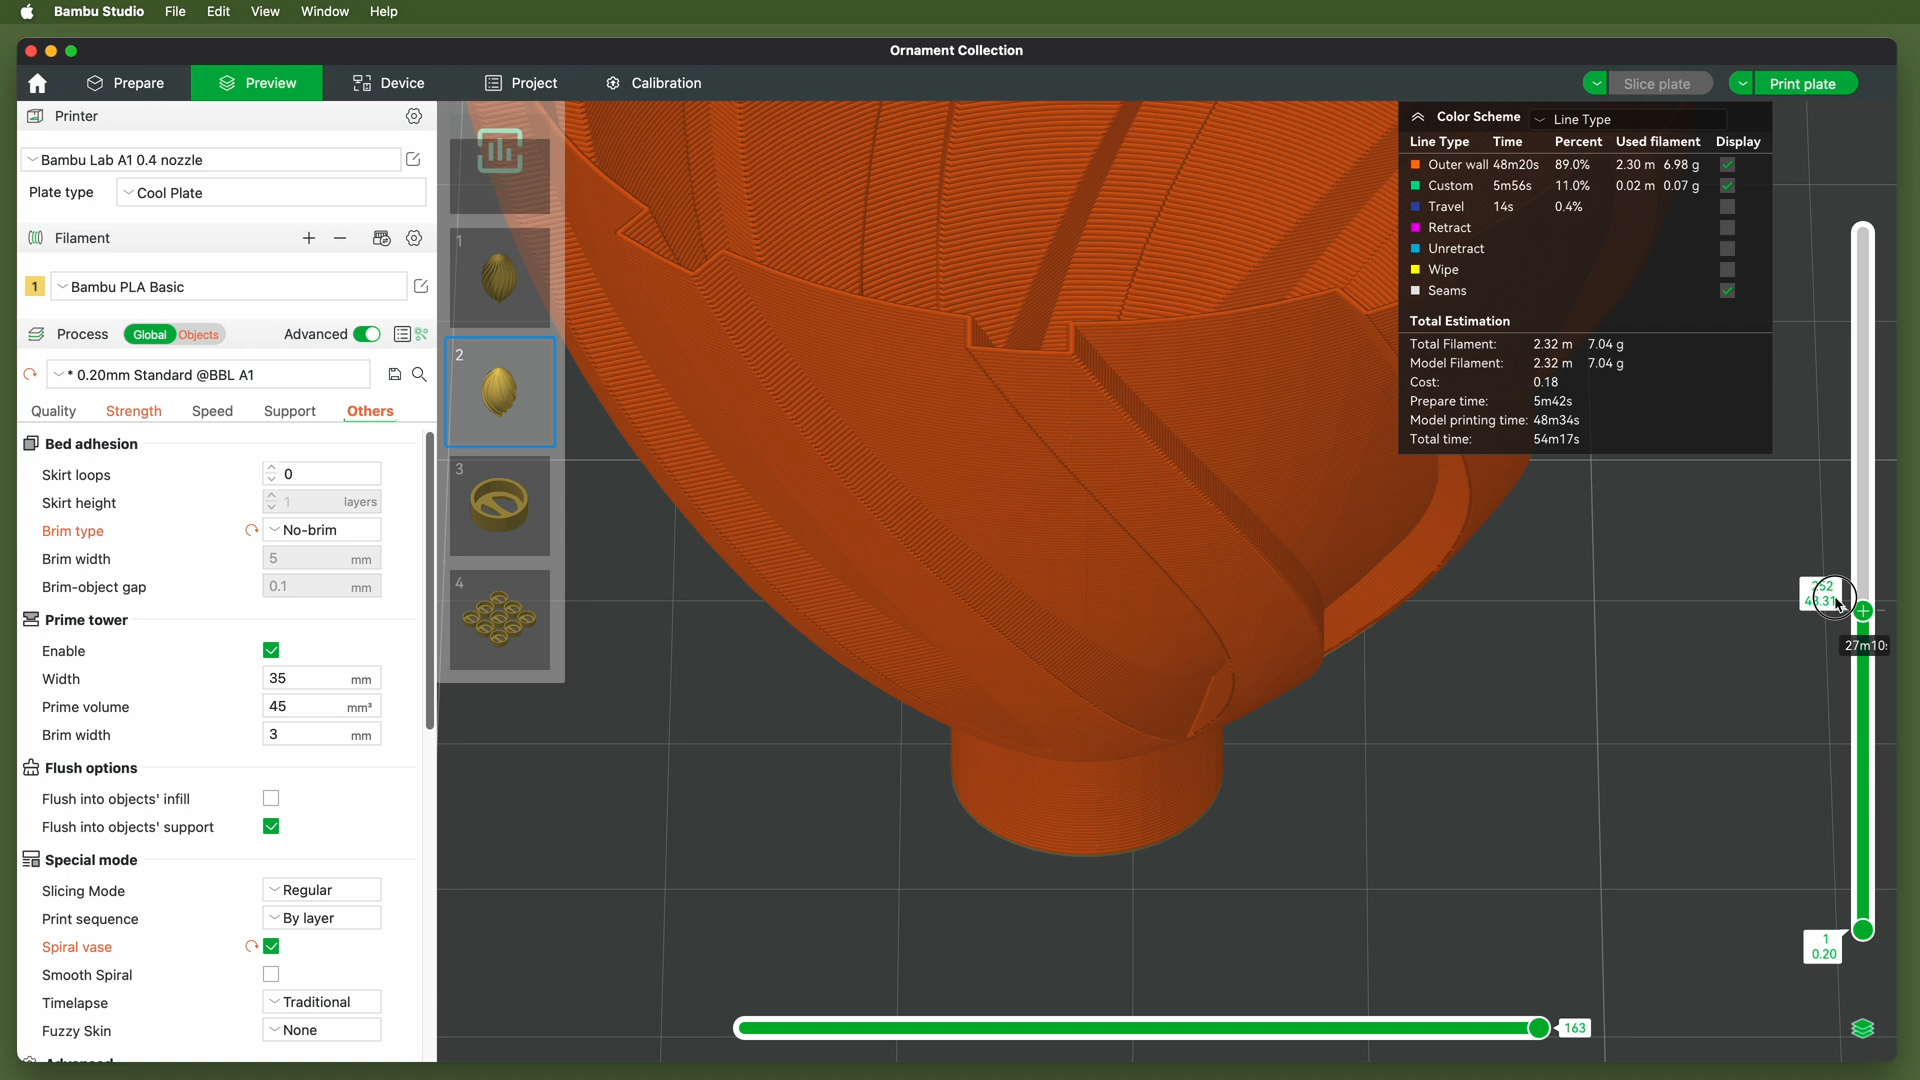 Bambu Studio File Edit View Window Help
Ornament Collection
Prepare Preview Device Project Calibration Slice plate Print plate
Printer
Bambu Lab A1 0.4 nozzle
Plate type Cool Plate
Filament
1 Bambu PLA Basic
Process Global Objects Advanced
* 0.20mm Standard @BBL A1
Quality Strength Speed Support Others
Bed adhesion
Skirt loops 0
Skirt height 1 layers
Brim type No-brim
Brim width 5 mm
Brim-object gap 0.1 mm
Prime tower
Enable
Width 35 mm
Prime volume 45 mm³
Brim width 3 mm
Flush options
Flush into objects' infill
Flush into objects' support
Special mode
Slicing Mode Regular
Print sequence By layer
Spiral vase
Smooth Spiral
Timelapse Traditional
Fuzzy Skin None
Advanced
1
2
3
4
Color Scheme Line Type
Line Type Time Percent Used filament Display
Outer wall 48m20s 89.0% 2.30 m 6.98 g
Custom 5m56s 11.0% 0.02 m 0.07 g
Travel 14s 0.4%
Retract
Unretract
Wipe
Seams
Total Estimation
Total Filament: 2.32 m 7.04 g
Model Filament: 2.32 m 7.04 g
Cost: 0.18
Prepare time: 5m42s
Model printing time: 48m34s
Total time: 54m17s
252
43.31
27m10s
1
0.20
163